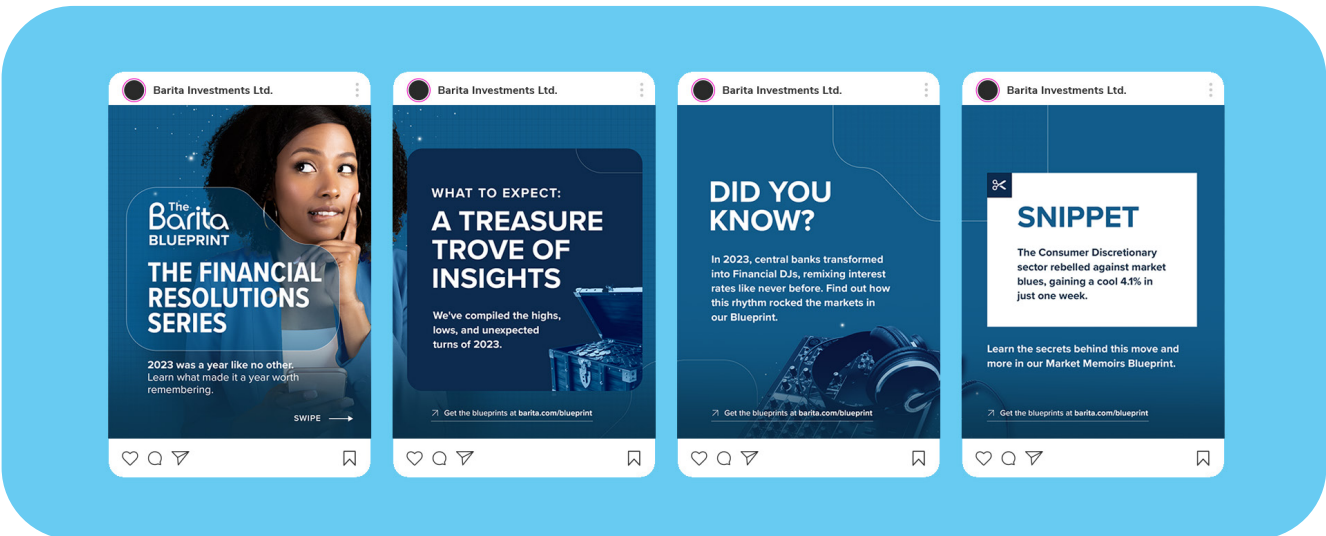 Barita Investments Ltd.
The
Barita
BLUEPRINT
THE FINANCIAL
RESOLUTIONS
SERIES
2023 was a year like no other.
Learn what made it a year worth
remembering.
SWIPE
Barita Investments Ltd.
WHAT TO EXPECT:
A TREASURE
TROVE OF
INSIGHTS
We've compiled the highs,
lows, and unexpected
turns of 2023.
Get the blueprints at barita.com/blueprint
Barita Investments Ltd.
DID YOU
KNOW?
In 2023, central banks transformed
into Financial DJs, remixing interest
rates like never before. Find out how
this rhythm rocked the markets in
our Blueprint.
Get the blueprints at barita.com/blueprint
Barita Investments Ltd.
SNIPPET
The Consumer Discretionary
sector rebelled against market
blues, gaining a cool 4.1% in
just one week.
Learn the secrets behind this move and
more in our Market Memoirs Blueprint.
Get the blueprints at barita.com/blueprint